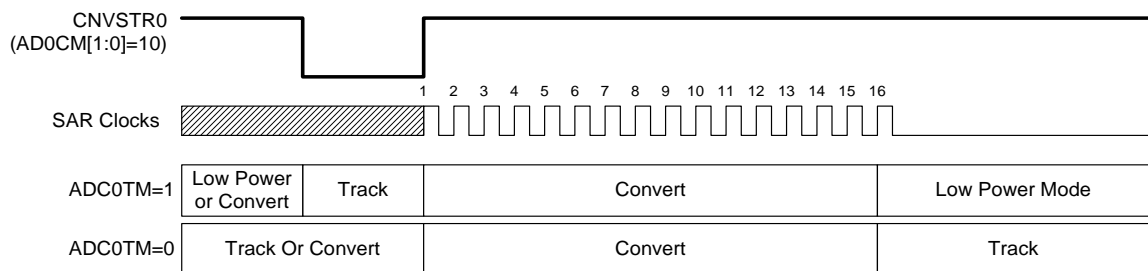 CNVSTR0
(AD0CM[1:0]=10)
1 2 3 4 5 6 7 8 9 10 11 12 13 14 15 16
SAR Clocks
ADC0TM=1
Low Power
or Convert
Track
Convert
Low Power Mode
ADC0TM=0
Track Or Convert
Convert
Track